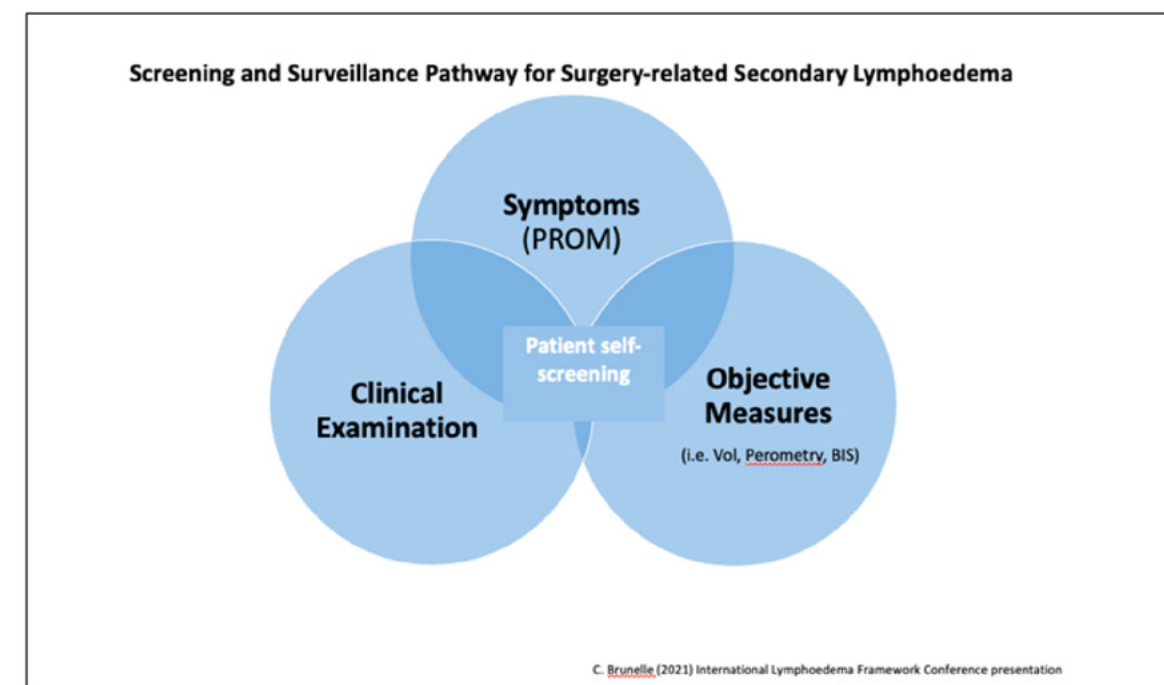 Screening and Surveillance Pathway for Surgery-related Secondary Lymphoedema
Symptoms
(PROM)
Patient self-
screening
Clinical
Examination
Objective
Measures
(i.e. Vol, Perometry, BIS)
C. Brunelle (2021) International Lymphoedema Framework Conference presentation